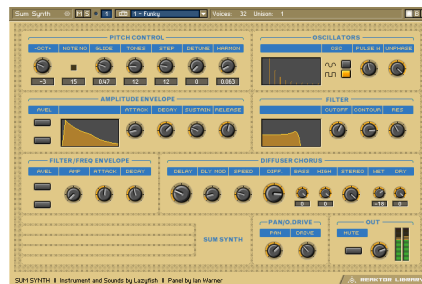 Sum Synth M S 1 1 - Funky Voices: 32 Unison: 1 B
PITCH CONTROL
-OCT+ NOTE NO SLIDE TONES STEP DETUNE HARMON
-3 15 0.47 12 12 0 0.063
OSCILLATORS
OSC PULSE W UNPHASE
AMPLITUDE ENVELOPE
ATTACK DECAY SUSTAIN RELEASE
FILTER
CUTOFF CONTOUR RES
FILTER/FREQ ENVELOPE
AMP ATTACK DECAY
DIFFUSER CHORUS
DELAY DLY MOD SPEED DIFF. BASS HIGH STEREO WET DRY
0 0 -18 0
SUM SYNTH
PAN/O.DRIVE
PAN DRIVE
OUT
MUTE
SUM SYNTH II Instrument and Sounds by Lazyfish II Panel by Ian Warner
REAKTOR LIBRARY